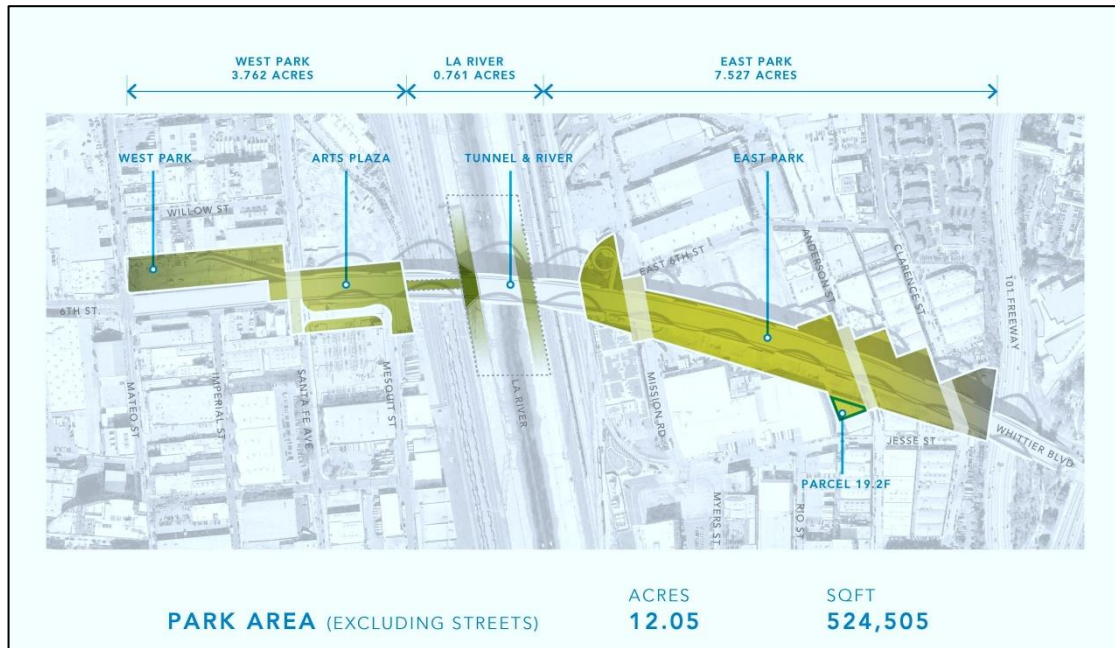 WEST PARK
3.762 ACRES
LA RIVER
0.761 ACRES
EAST PARK
7.527 ACRES
WEST PARK
ARTS PLAZA
TUNNEL & RIVER
EAST PARK
WILLOW ST
EAST 6TH ST
ANDERSON ST
CLARENCE ST
101 FREEWAY
6TH ST.
MATEO ST
IMPERIAL ST
SANTA FE AVE
MESQUIT ST
LA RIVER
MISSION RD
MYERS ST
RIO ST
JESSE ST
WHITTIER BLVD
PARCEL 19.2F
PARK AREA (EXCLUDING STREETS)
ACRES
12.05
SQFT
524,505